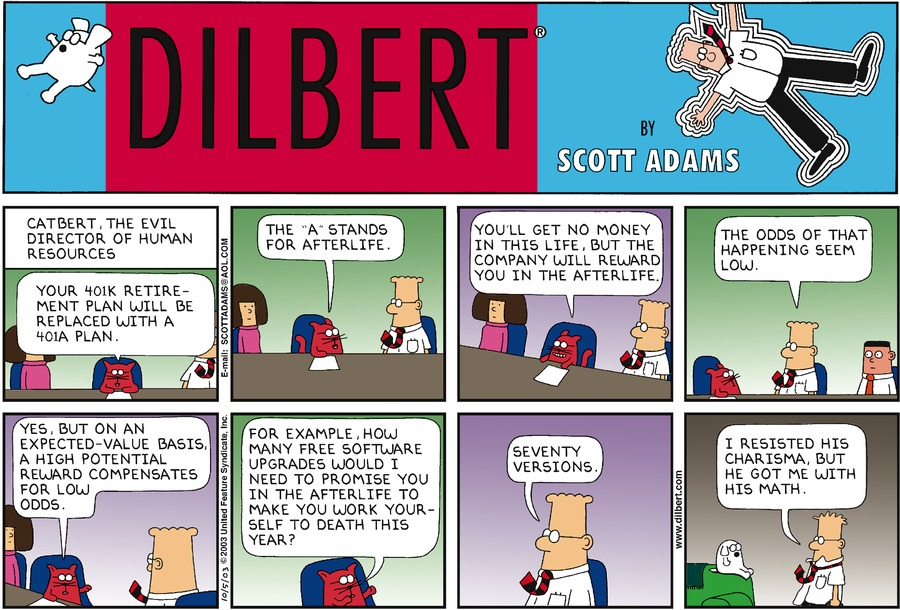 DILBERT®
BY
SCOTT ADAMS
CATBERT, THE EVIL
DIRECTOR OF HUMAN
RESOURCES
YOUR 401K RETIRE-
MENT PLAN WILL BE
REPLACED WITH A
401A PLAN.
E-mail: SCOTTADAMS@AOL.COM
THE "A" STANDS
FOR AFTERLIFE.
YOU'LL GET NO MONEY
IN THIS LIFE, BUT THE
COMPANY WILL REWARD
YOU IN THE AFTERLIFE.
THE ODDS OF THAT
HAPPENING SEEM
LOW.
YES, BUT ON AN
EXPECTED-VALUE BASIS,
A HIGH POTENTIAL
REWARD COMPENSATES
FOR LOW
ODDS.
10/5/03 © 2003 United Feature Syndicate, Inc.
FOR EXAMPLE, HOW
MANY FREE SOFTWARE
UPGRADES WOULD I
NEED TO PROMISE YOU
IN THE AFTERLIFE TO
MAKE YOU WORK YOUR-
SELF TO DEATH THIS
YEAR?
SEVENTY
VERSIONS.
www.dilbert.com
I RESISTED HIS
CHARISMA, BUT
HE GOT ME WITH
HIS MATH.